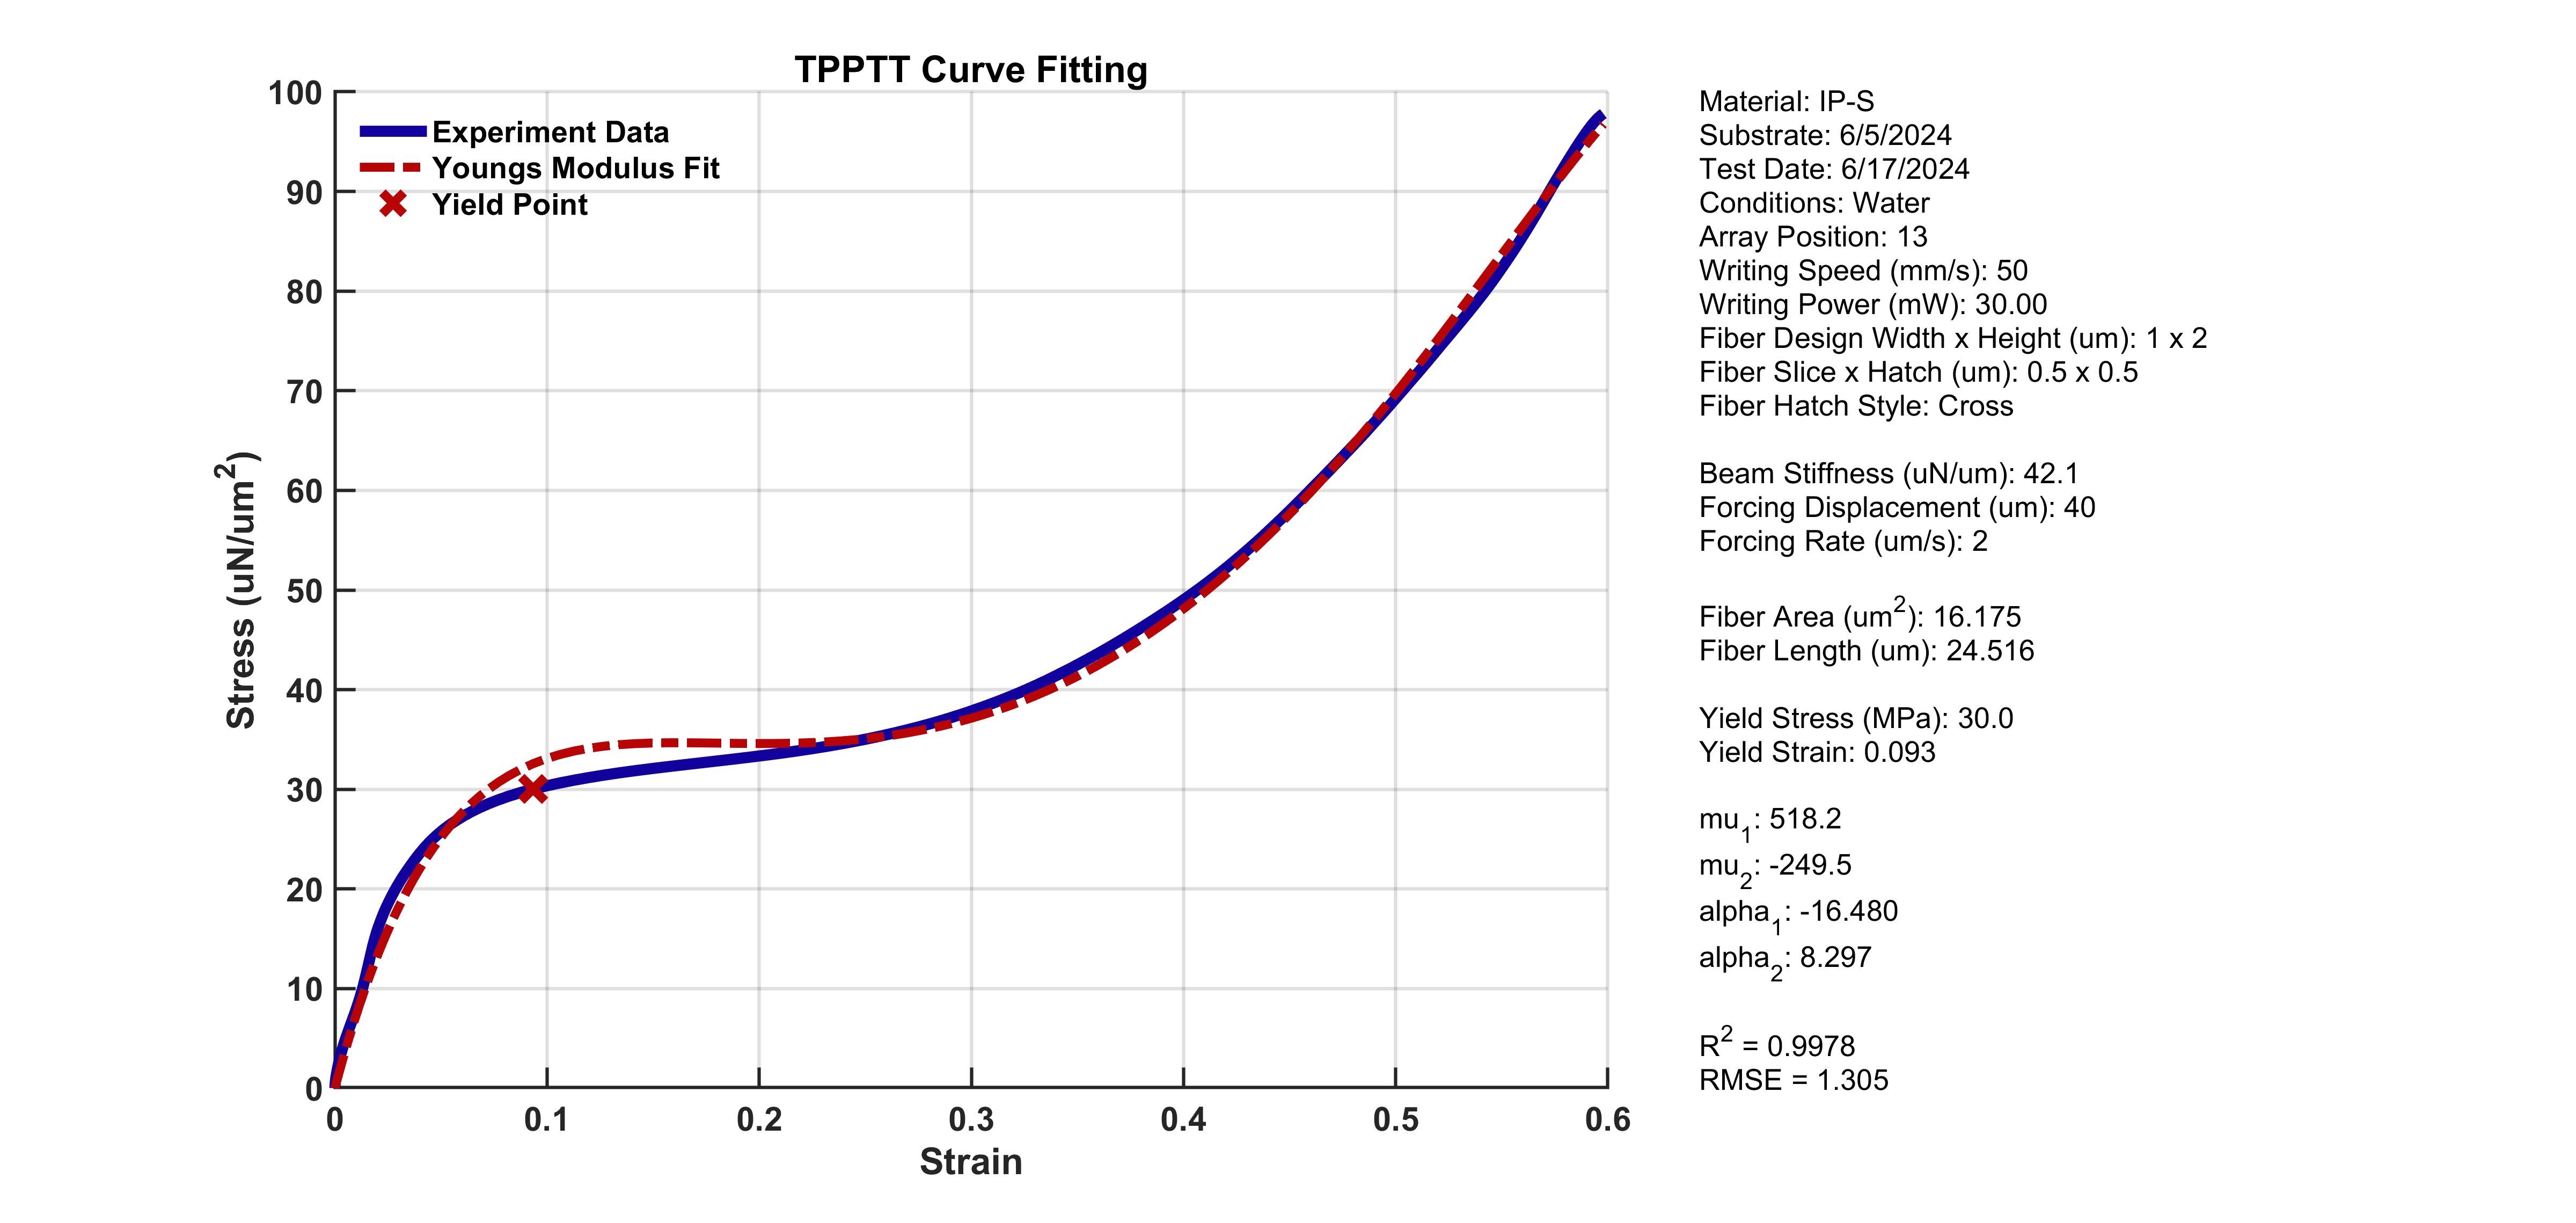 TPPTT Curve Fitting
Experiment Data
Youngs Modulus Fit
Yield Point
Stress (uN/um²)
100
90
80
70
60
50
40
30
20
10
0
0 0.1 0.2 0.3 0.4 0.5 0.6
Strain
Material: IP-S
Substrate: 6/5/2024
Test Date: 6/17/2024
Conditions: Water
Array Position: 13
Writing Speed (mm/s): 50
Writing Power (mW): 30.00
Fiber Design Width x Height (um): 1 x 2
Fiber Slice x Hatch (um): 0.5 x 0.5
Fiber Hatch Style: Cross
Beam Stiffness (uN/um): 42.1
Forcing Displacement (um): 40
Forcing Rate (um/s): 2
Fiber Area (um²): 16.175
Fiber Length (um): 24.516
Yield Stress (MPa): 30.0
Yield Strain: 0.093
mu₁: 518.2
mu₂: -249.5
alpha₁: -16.480
alpha₂: 8.297
R² = 0.9978
RMSE = 1.305